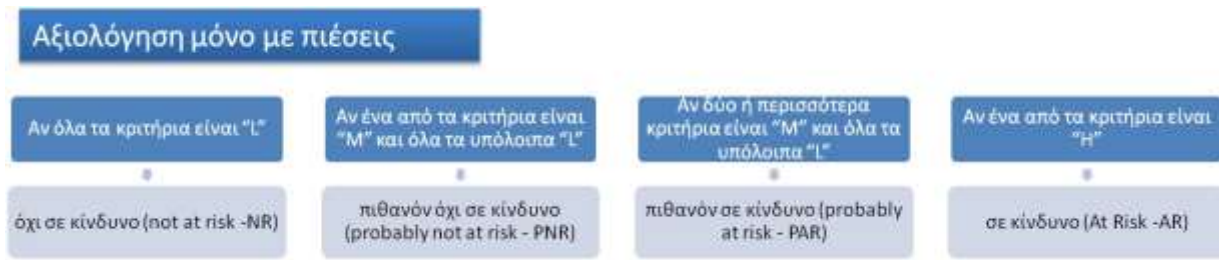 Αξιολόγηση μόνο με πιέσεις
Αν όλα τα κριτήρια είναι “L”
όχι σε κίνδυνο (not at risk -NR)
Αν ένα από τα κριτήρια είναι
“M” και όλα τα υπόλοιπα “L”
πιθανόν όχι σε κίνδυνο
(probably not at risk - PNR)
Αν δύο ή περισσότερα
κριτήρια είναι “M” και όλα τα
υπόλοιπα “L”
πιθανόν σε κίνδυνο (probably
at risk - PAR)
Αν ένα από τα κριτήρια είναι
“H”
σε κίνδυνο (At Risk -AR)